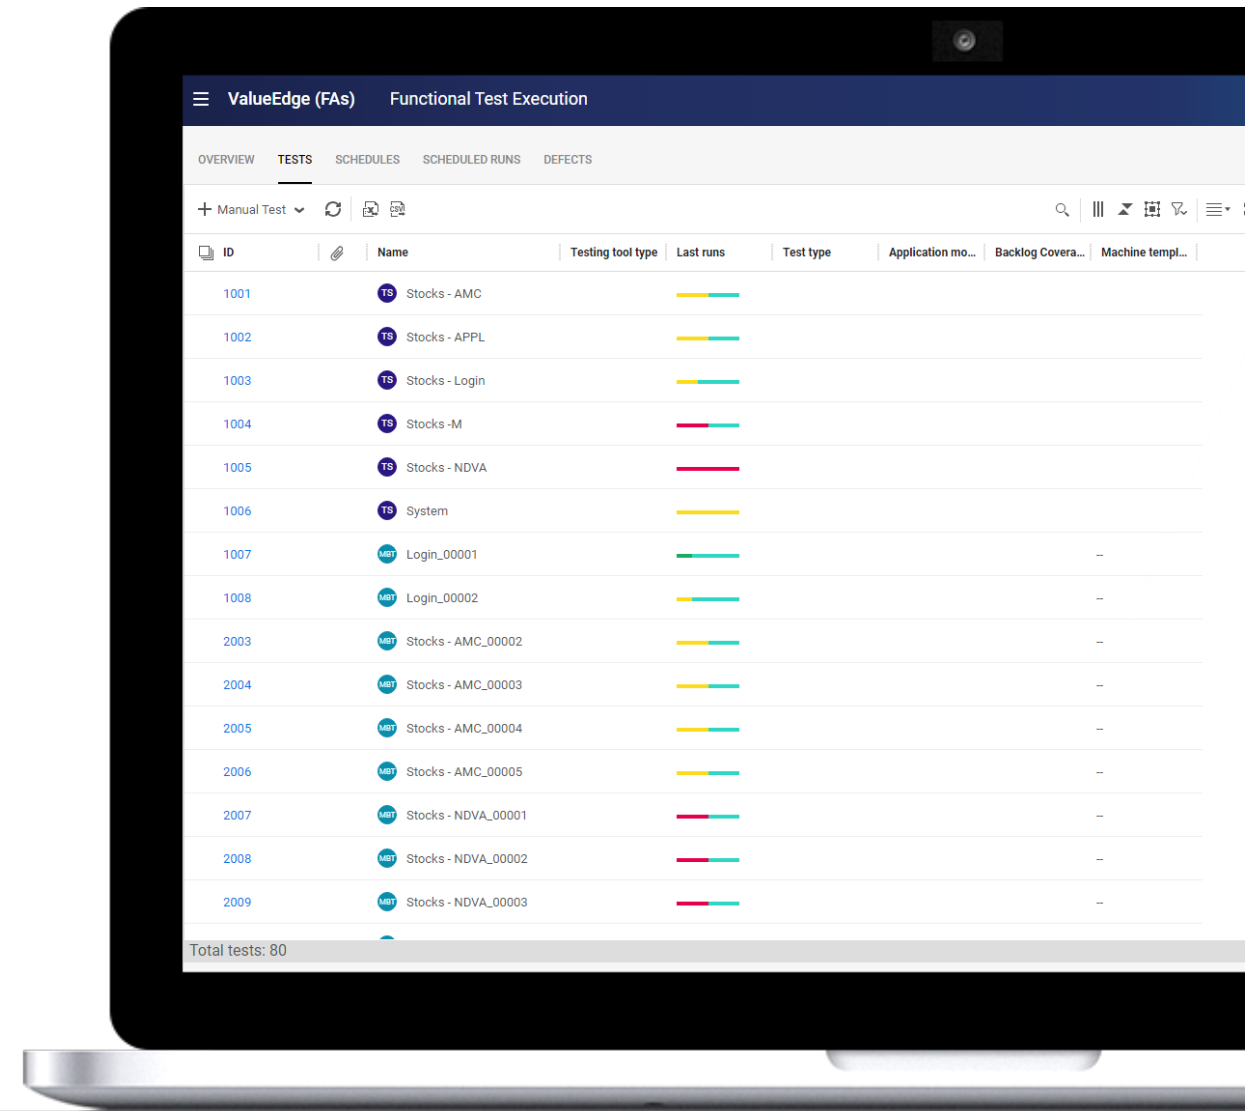 ValueEdge (FAs) Functional Test Execution
OVERVIEW TESTS SCHEDULES SCHEDULED RUNS DEFECTS
Manual Test CSV
ID Name Testing tool type Last runs Test type Application mo... Backlog Covera... Machine templ...
1001 TS Stocks - AMC
1002 TS Stocks - APPL
1003 TS Stocks - Login
1004 TS Stocks -M
1005 TS Stocks - NDVA
1006 TS System
1007 MBT Login_00001 --
1008 MBT Login_00002 --
2003 MBT Stocks - AMC_00002 --
2004 MBT Stocks - AMC_00003 --
2005 MBT Stocks - AMC_00004 --
2006 MBT Stocks - AMC_00005 --
2007 MBT Stocks - NDVA_00001 --
2008 MBT Stocks - NDVA_00002 --
2009 MBT Stocks - NDVA_00003 --
Total tests: 80